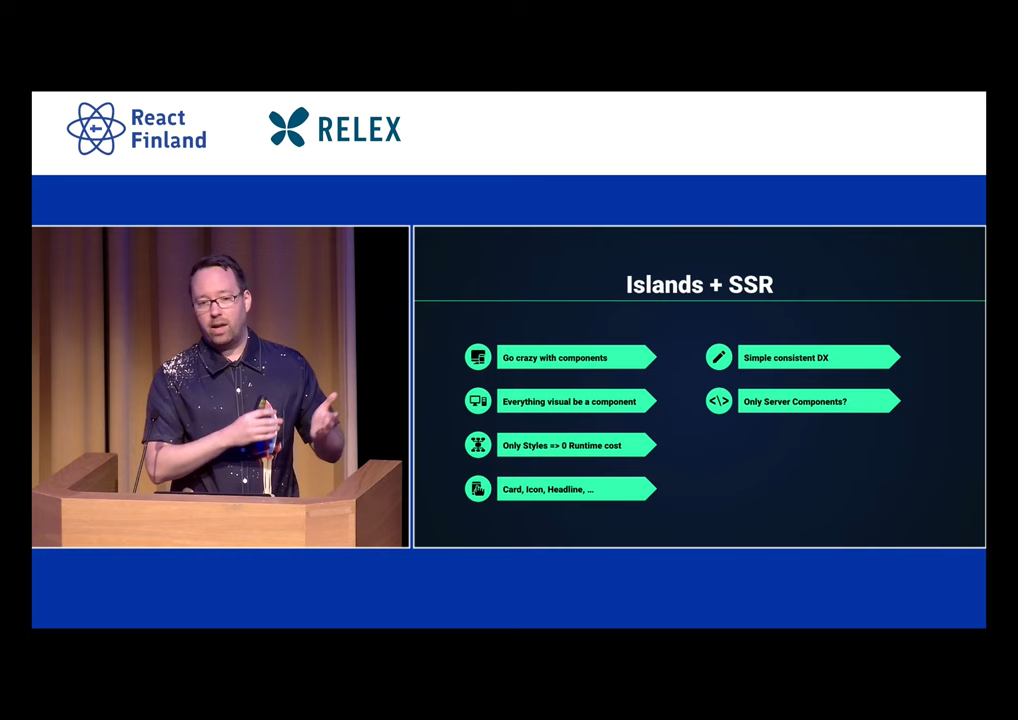 React
Finland
RELEX
Islands + SSR
Go crazy with components
Everything visual be a component
Only Styles => 0 Runtime cost
Card, Icon, Headline, ...
Simple consistent DX
Only Server Components?